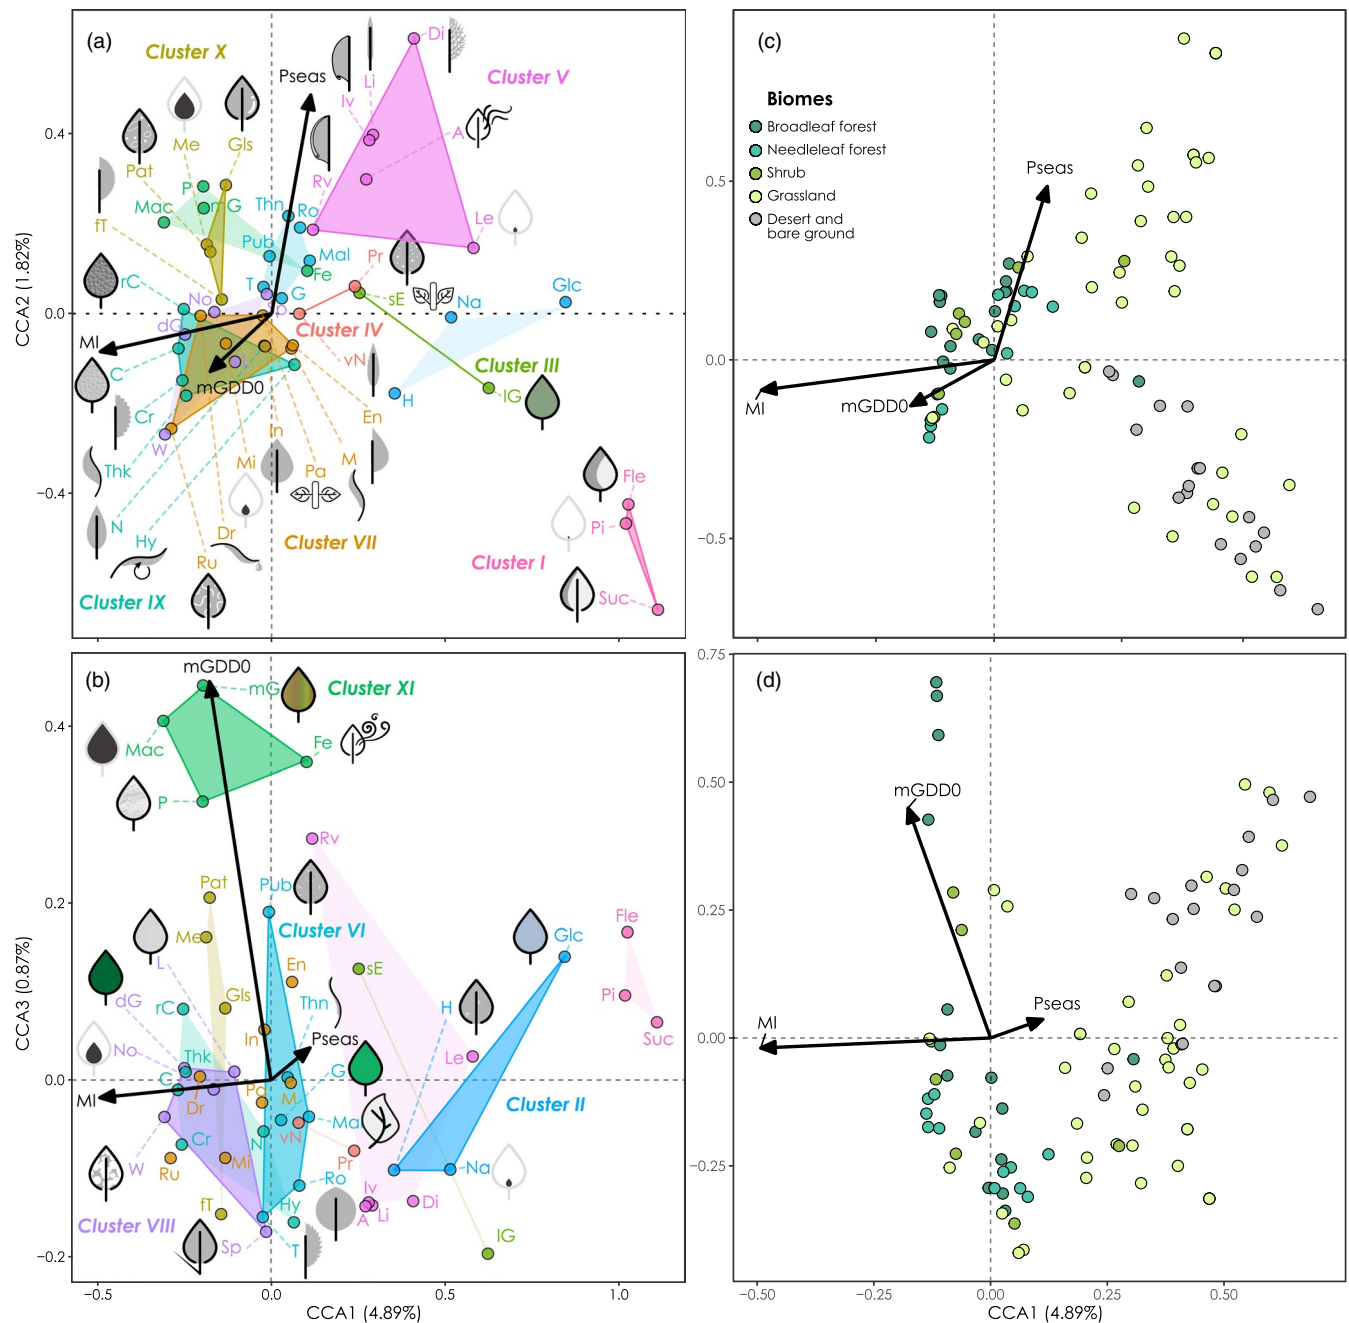 (a)
Cluster X
Pseas
Di
Li
Iv
Cluster V
A
Me
Gls
Pat
P
mG
Mac
fT
Thn
Ro
Rv
Le
Pub
Mal
Pr
Fe
rC
T
G
sE
Na
Glc
No
dG
Cluster IV
MI
mGDD0
vN
Cluster III
C
H
lG
Cr
En
W
In
Thk
Mi
Pa
M
Fle
N
Hy
Dr
Pi
Cluster VII
Ru
Cluster I
Cluster IX
Suc
0.4
0.0
−0.4
CCA2 (1.82%)
(c)
Biomes
Broadleaf forest
Needleleaf forest
Shrub
Grassland
Desert and
bare ground
Pseas
MI
mGDD0
0.5
0.0
−0.5
(b)
mGDD0
mG
Cluster XI
Mac
Fe
P
Rv
Pat
Pub
Me
Cluster VI
Glc
Fle
L
En
sE
dG
rC
Gls
Thn
H
Pi
In
No
Thk
Pseas
Le
Suc
C
G
MI
Dr
Pa
M
Cluster II
Cr
N
vN
Mal
W
Ru
Mi
Pr
Na
Ro
Iv
fT
Hy
A
Li
Di
Cluster VIII
Sp
T
lG
0.4
0.2
0.0
−0.2
CCA3 (0.87%)
−0.5
0.0
0.5
1.0
CCA1 (4.89%)
(d)
mGDD0
Pseas
MI
0.75
0.50
0.25
0.00
−0.25
−0.50
−0.25
0.00
0.25
0.50
CCA1 (4.89%)